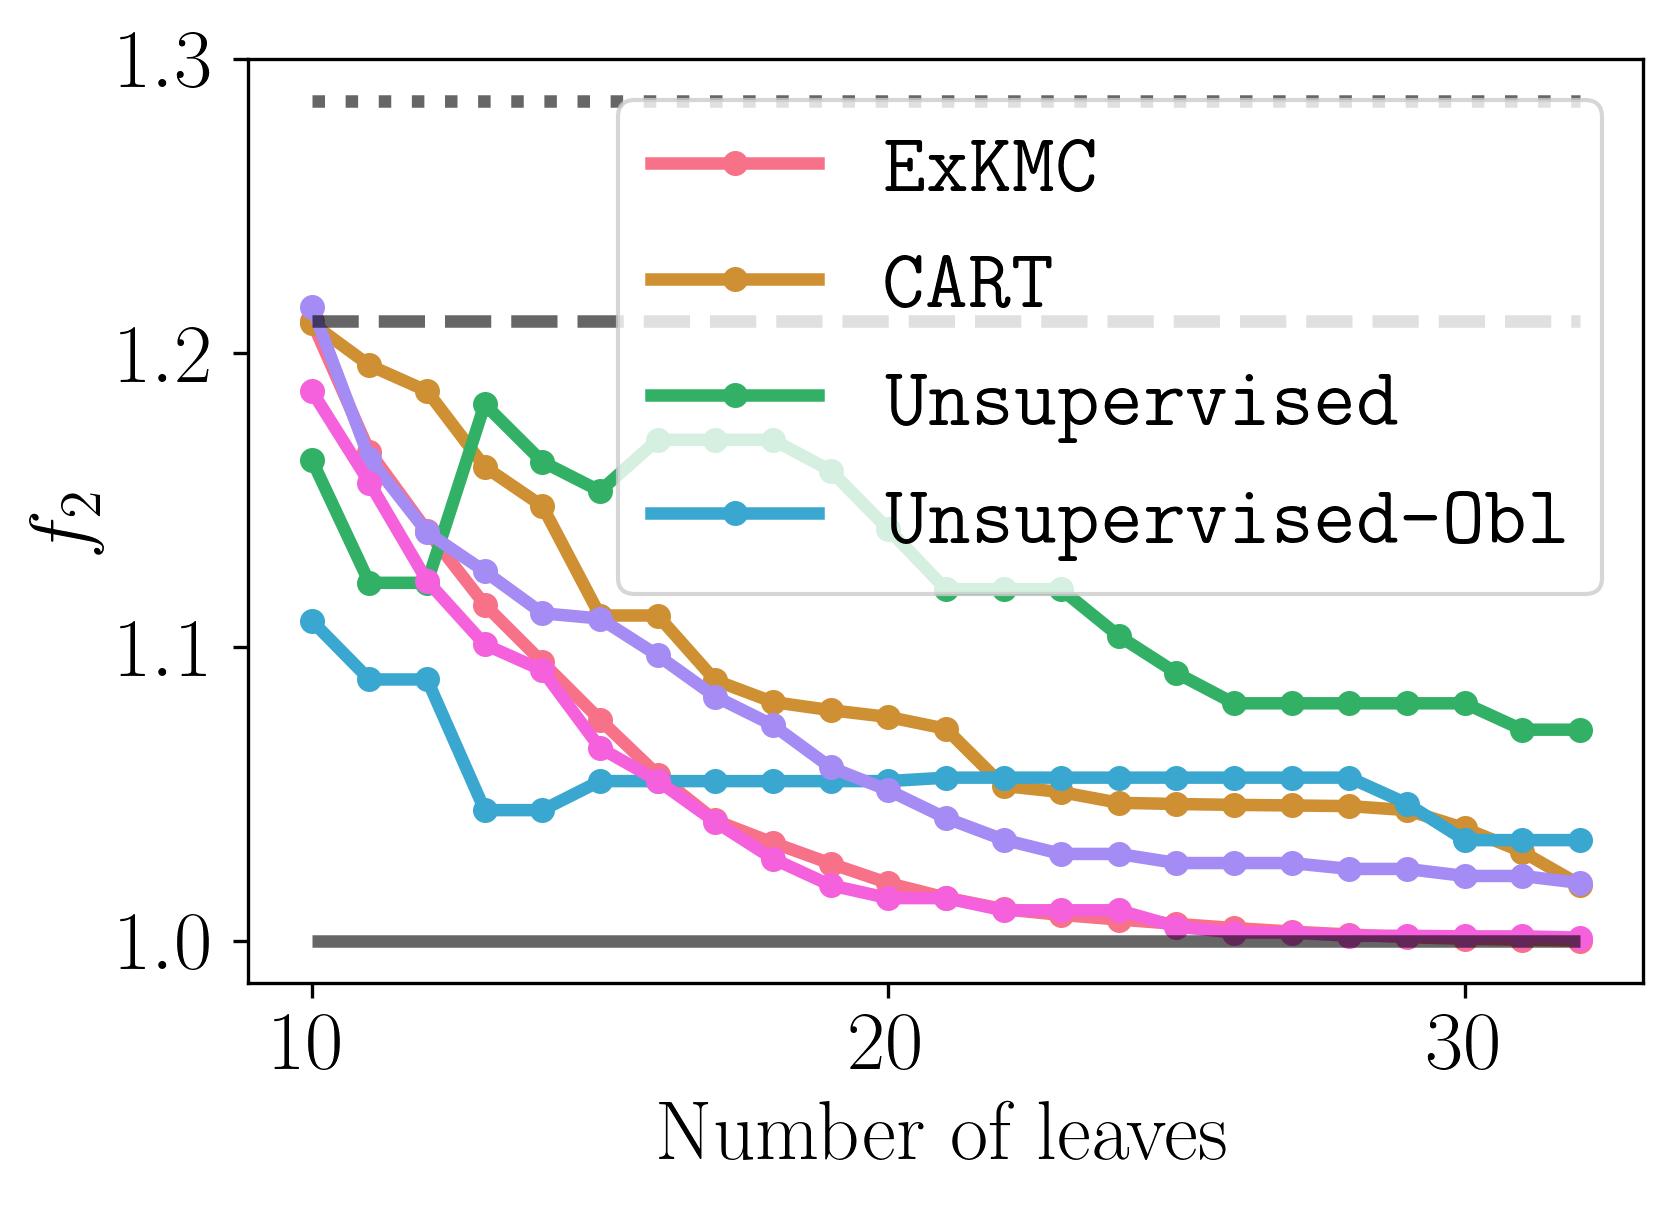 1.3
1.2
1.1
1.0
f2
ExKMC
CART
Unsupervised
Unsupervised-Obl
10 20 30
Number of leaves